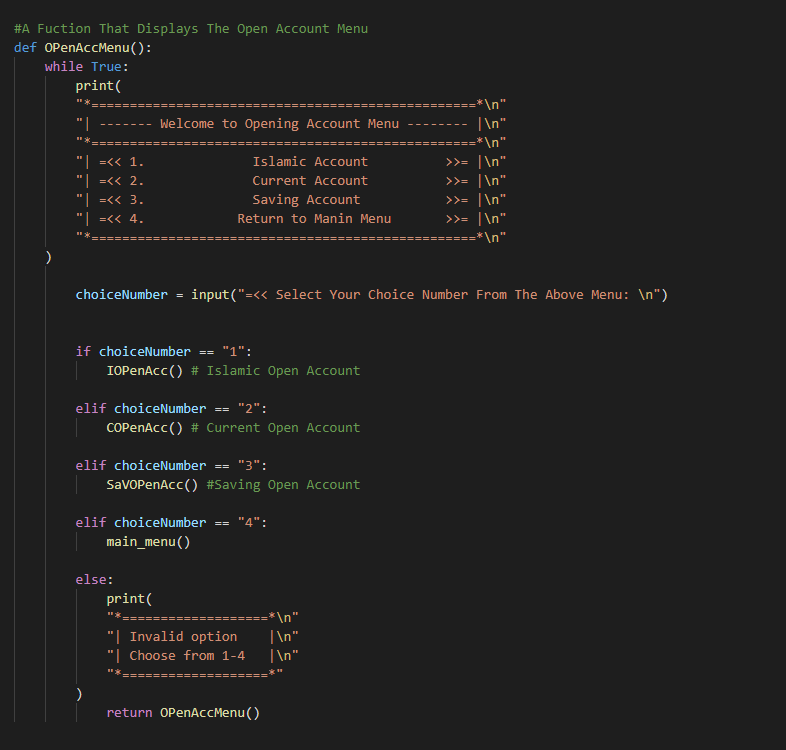 #A Fuction That Displays The Open Account Menu
def OPenAccMenu():
    while True:
        print(
        "*==================================================*\n"
        "| ------- Welcome to Opening Account Menu -------- |\n"
        "*==================================================*\n"
        "| =<< 1.              Islamic Account          >>= |\n"
        "| =<< 2.              Current Account          >>= |\n"
        "| =<< 3.              Saving Account           >>= |\n"
        "| =<< 4.            Return to Manin Menu       >>= |\n"
        "*==================================================*\n"
    )
        choiceNumber = input("=<< Select Your Choice Number From The Above Menu: \n")
        if choiceNumber == "1":
            IOPenAcc() # Islamic Open Account
        elif choiceNumber == "2":
            COPenAcc() # Current Open Account
        elif choiceNumber == "3":
            SaVOPenAcc() #Saving Open Account
        elif choiceNumber == "4":
            main_menu()
        else:
            print(
            "*===================*\n"
            "| Invalid option    |\n"
            "| Choose from 1-4   |\n"
            "*===================*"
        )
            return OPenAccMenu()